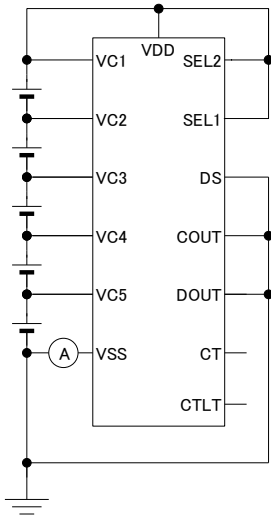 VDD
VC1 SEL2
VC2 SEL1
VC3 DS
VC4 COUT
VC5 DOUT
A VSS CT
CTLT